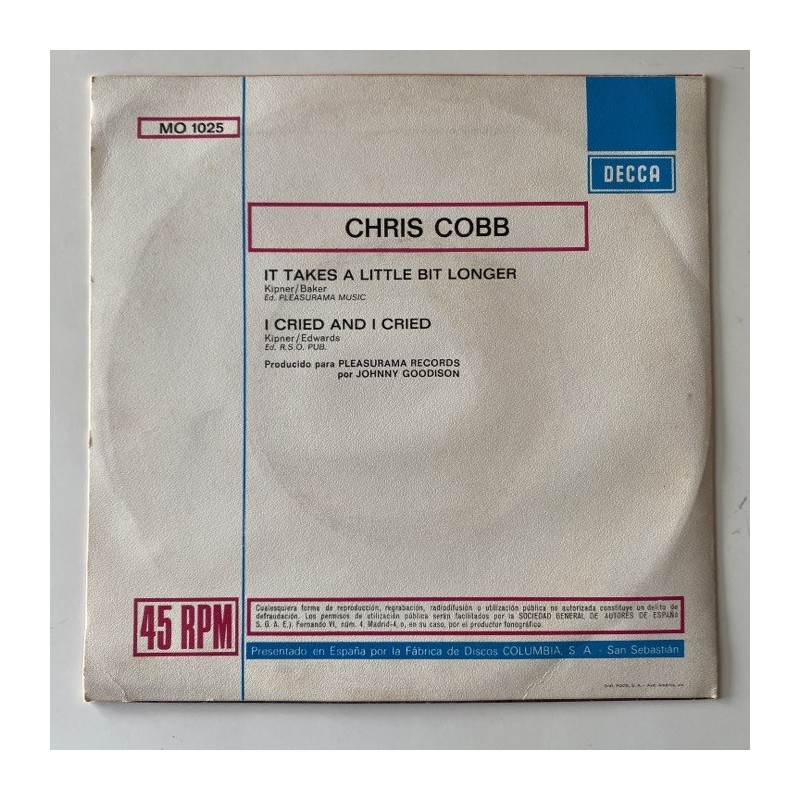 MO 1025
DECCA
CHRIS COBB
IT TAKES A LITTLE BIT LONGER
Kipner/Baker
Ed. PLEASURAMA MUSIC
I CRIED AND I CRIED
Kipner/Edwards
Ed. R.S.O. PUB.
Producido para PLEASURAMA RECORDS
por JOHNNY GOODISON
45 RPM
Cualesquiera forma de reproducción, regrabación, radiodifusión o utilización pública no autorizada constituye un delito de
defraudación. Los permisos de utilización pública serán facilitados por la SOCIEDAD GENERAL DE AUTORES DE ESPAÑA
S. G. A. E.). Fernando VI, núm. 4. Madrid-4, o, en su caso, por el productor fonográfico.
Presentado en España por la Fábrica de Discos COLUMBIA, S. A. - San Sebastián